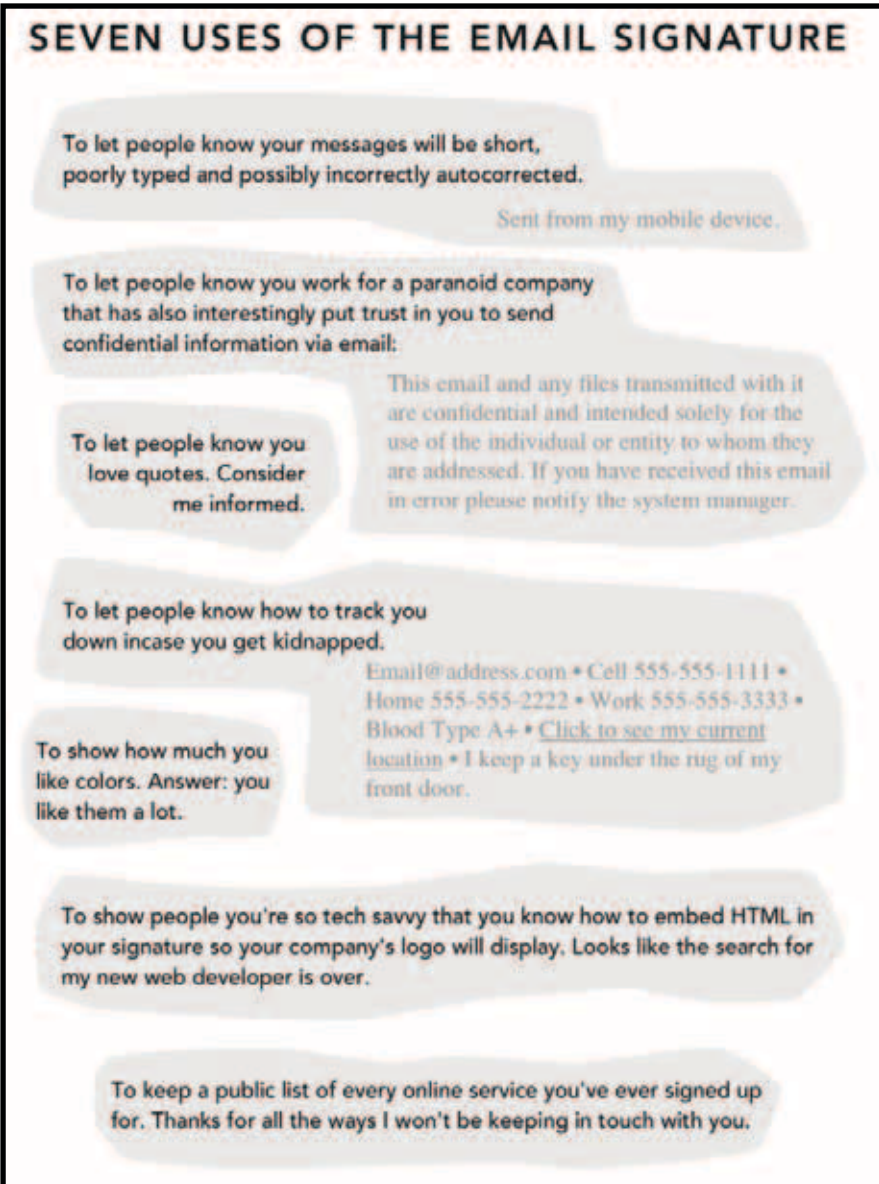 SEVEN USES OF THE EMAIL SIGNATURE
To let people know your messages will be short,
poorly typed and possibly incorrectly autocorrected.
Sent from my mobile device.
To let people know you work for a paranoid company
that has also interestingly put trust in you to send
confidential information via email:
This email and any files transmitted with it
are confidential and intended solely for the
use of the individual or entity to whom they
are addressed. If you have received this email
in error please notify the system manager.
To let people know you
love quotes. Consider
me informed.
To let people know how to track you
down incase you get kidnapped.
Email@address.com • Cell 555-555-1111 •
Home 555-555-2222 • Work 555-555-3333 •
Blood Type A+ • Click to see my current
location • I keep a key under the rug of my
front door.
To show how much you
like colors. Answer: you
like them a lot.
To show people you're so tech savvy that you know how to embed HTML in
your signature so your company's logo will display. Looks like the search for
my new web developer is over.
To keep a public list of every online service you've ever signed up
for. Thanks for all the ways I won't be keeping in touch with you.